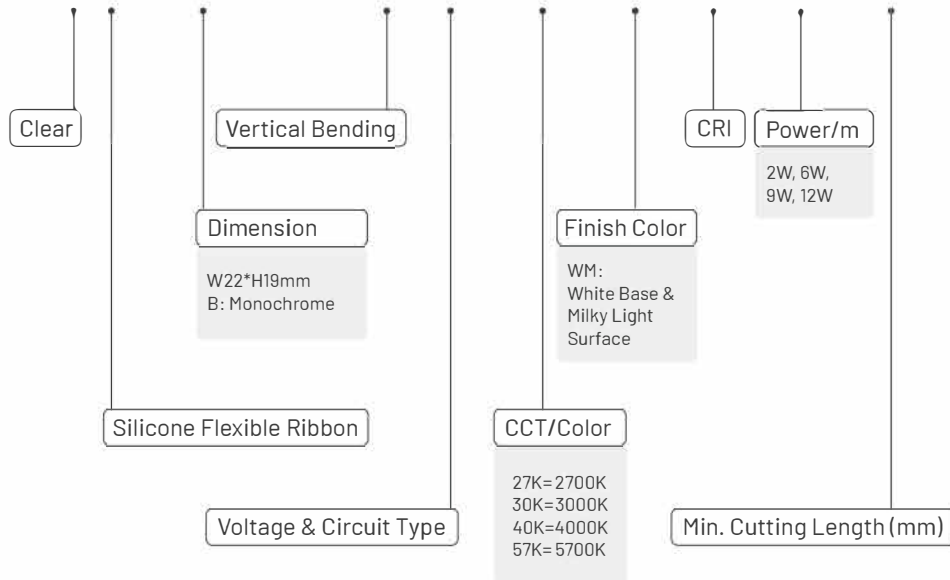 Clear
Vertical Bending
CRI
Power/m
2W, 6W,
9W, 12W
Dimension
W22*H19mm
B: Monochrome
Finish Color
WM:
White Base &
Milky Light
Surface
Silicone Flexible Ribbon
CCT/Color
27K=2700K
30K=3000K
40K=4000K
57K= 5700K
Voltage & Circuit Type
Min. Cutting Length (mm)